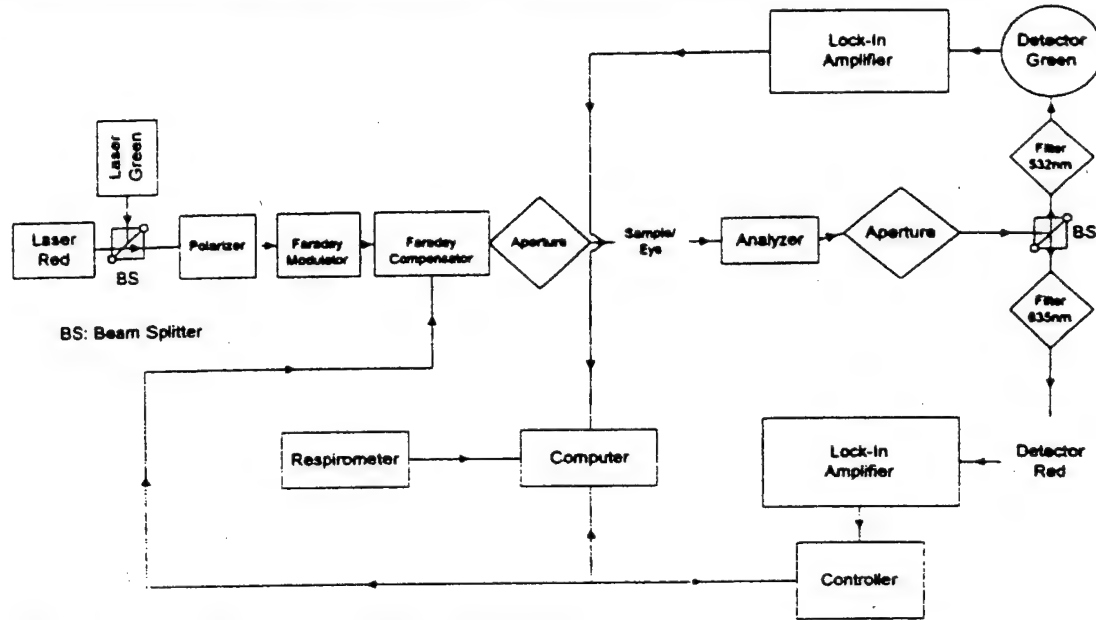 Lock-In
Amplifier
Detector
Green
Laser
Green
Filter
532nm
Laser
Red
BS
Polarizer
Faraday
Modulator
Faraday
Compensator
Aperture
Sample/
Eye
Analyzer
Aperture
BS
Filter
635nm
BS: Beam Splitter
Respirometer
Computer
Lock-In
Amplifier
Detector
Red
Controller